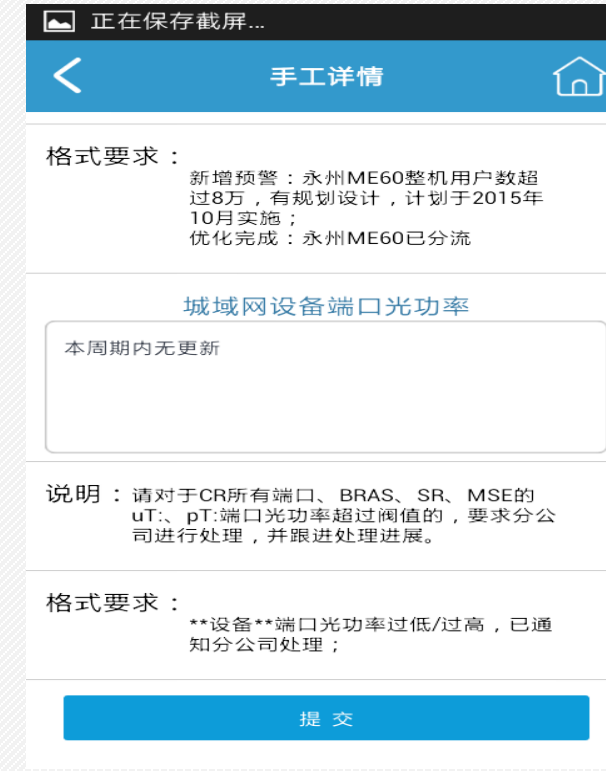 正在保存截屏...
手工详情
格式要求：
新增预警：永州ME60整机用户数超
过8万，有规划设计，计划于2015年
10月实施；
优化完成：永州ME60已分流
城域网设备端口光功率
本周期内无更新
说明：请对于CR所有端口、BRAS、SR、MSE的
uT:、pT:端口光功率超过阀值的，要求分公
司进行处理，并跟进处理进展。
格式要求：
**设备**端口光功率过低/过高，已通
知分公司处理；
提 交